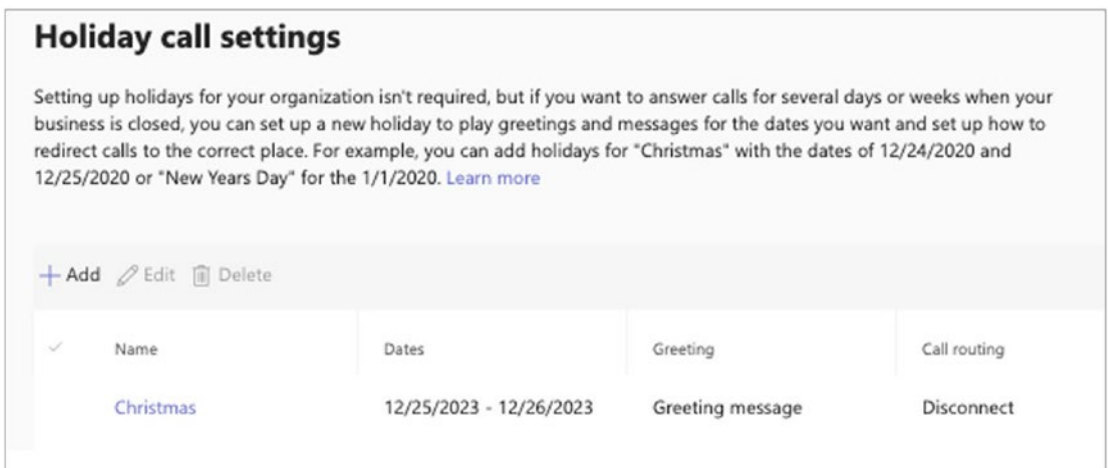 Holiday call settings
Setting up holidays for your organization isn't required, but if you want to answer calls for several days or weeks when your
business is closed, you can set up a new holiday to play greetings and messages for the dates you want and set up how to
redirect calls to the correct place. For example, you can add holidays for "Christmas" with the dates of 12/24/2020 and
12/25/2020 or "New Years Day" for the 1/1/2020. Learn more
Add Edit Delete
Name Dates Greeting Call routing
Christmas 12/25/2023 - 12/26/2023 Greeting message Disconnect